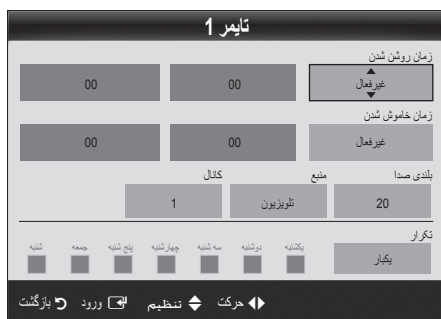 تایمر 1
زمان روشن شدن
غیرفعال 00 00
زمان خاموش شدن
غیرفعال 00 00
بلندی صدا منبع کانال
20 تلویزیون 1
تکرار
یکشنبه دوشنبه سه شنبه چهارشنبه پنج شنبه جمعه شنبه
یکبار
حرکت تنظیم ورود بازگشت